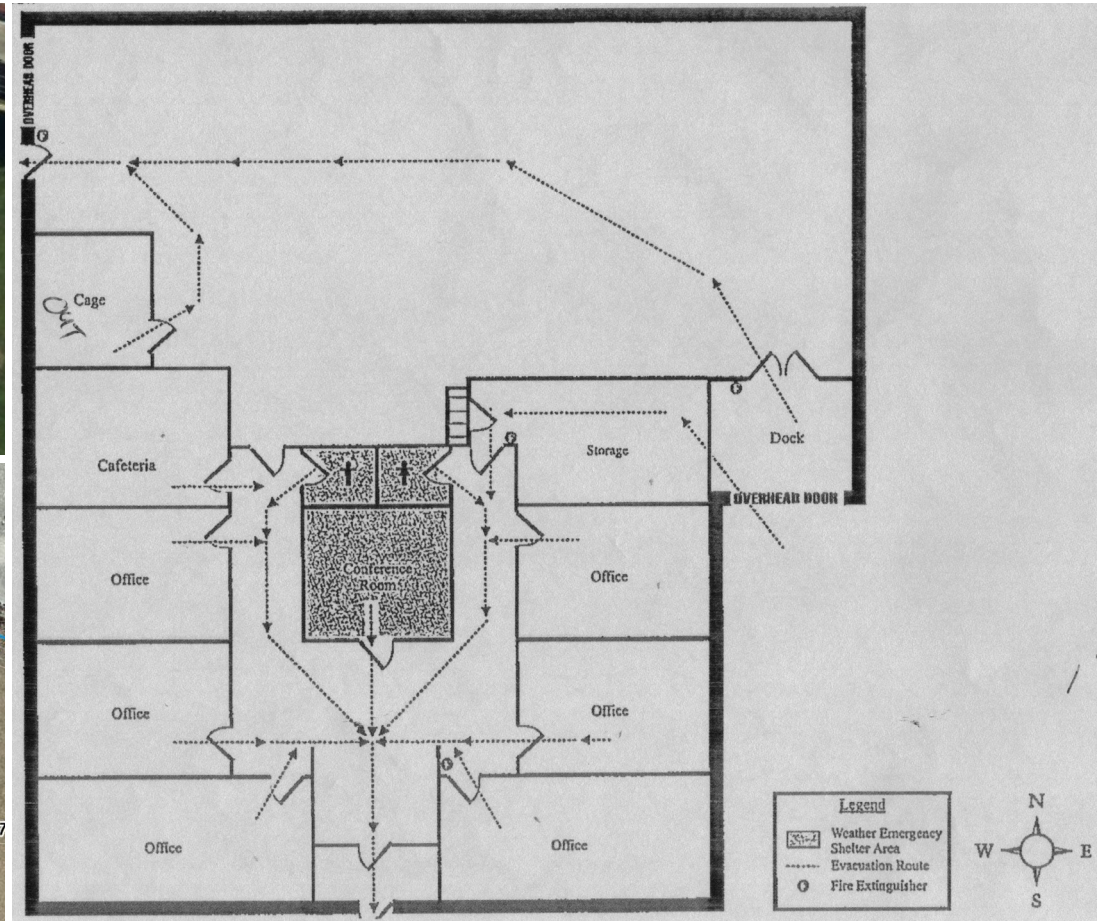 OVERHEAD DOOR
Cage
OUT
Cafeteria
Storage
Dock
OVERHEAD DOOR
Conference
Room
Office
Office
Office
Office
Office
Office
Legend
Weather Emergency
Shelter Area
Evacuation Route
Fire Extinguisher
N
W
E
S
7